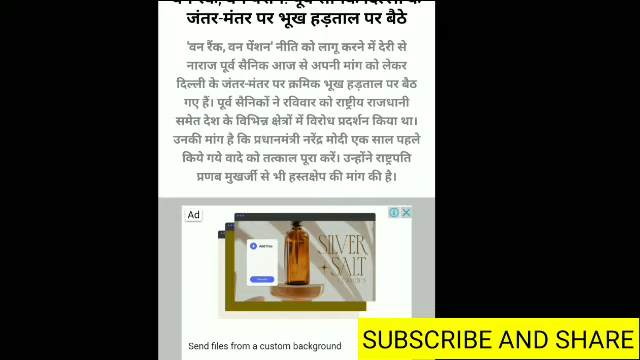 जंतर-मंतर पर भूख हड़ताल पर बैठे
'वन रैंक, वन पेंशन' नीति को लागू करने में देरी से
नाराज पूर्व सैनिक आज से अपनी मांग को लेकर
दिल्ली के जंतर-मंतर पर क्रमिक भूख हड़ताल पर बैठ
गए हैं। पूर्व सैनिकों ने रविवार को राष्ट्रीय राजधानी
समेत देश के विभिन्न क्षेत्रों में विरोध प्रदर्शन किया था।
उनकी मांग है कि प्रधानमंत्री नरेंद्र मोदी एक साल पहले
किये गये वादे को तत्काल पूरा करें। उन्होंने राष्ट्रपति
प्रणब मुखर्जी से भी हस्तक्षेप की मांग की है।
Ad
Add Files
SILVER
SALT
Send files from a custom background
SUBSCRIBE AND SHARE